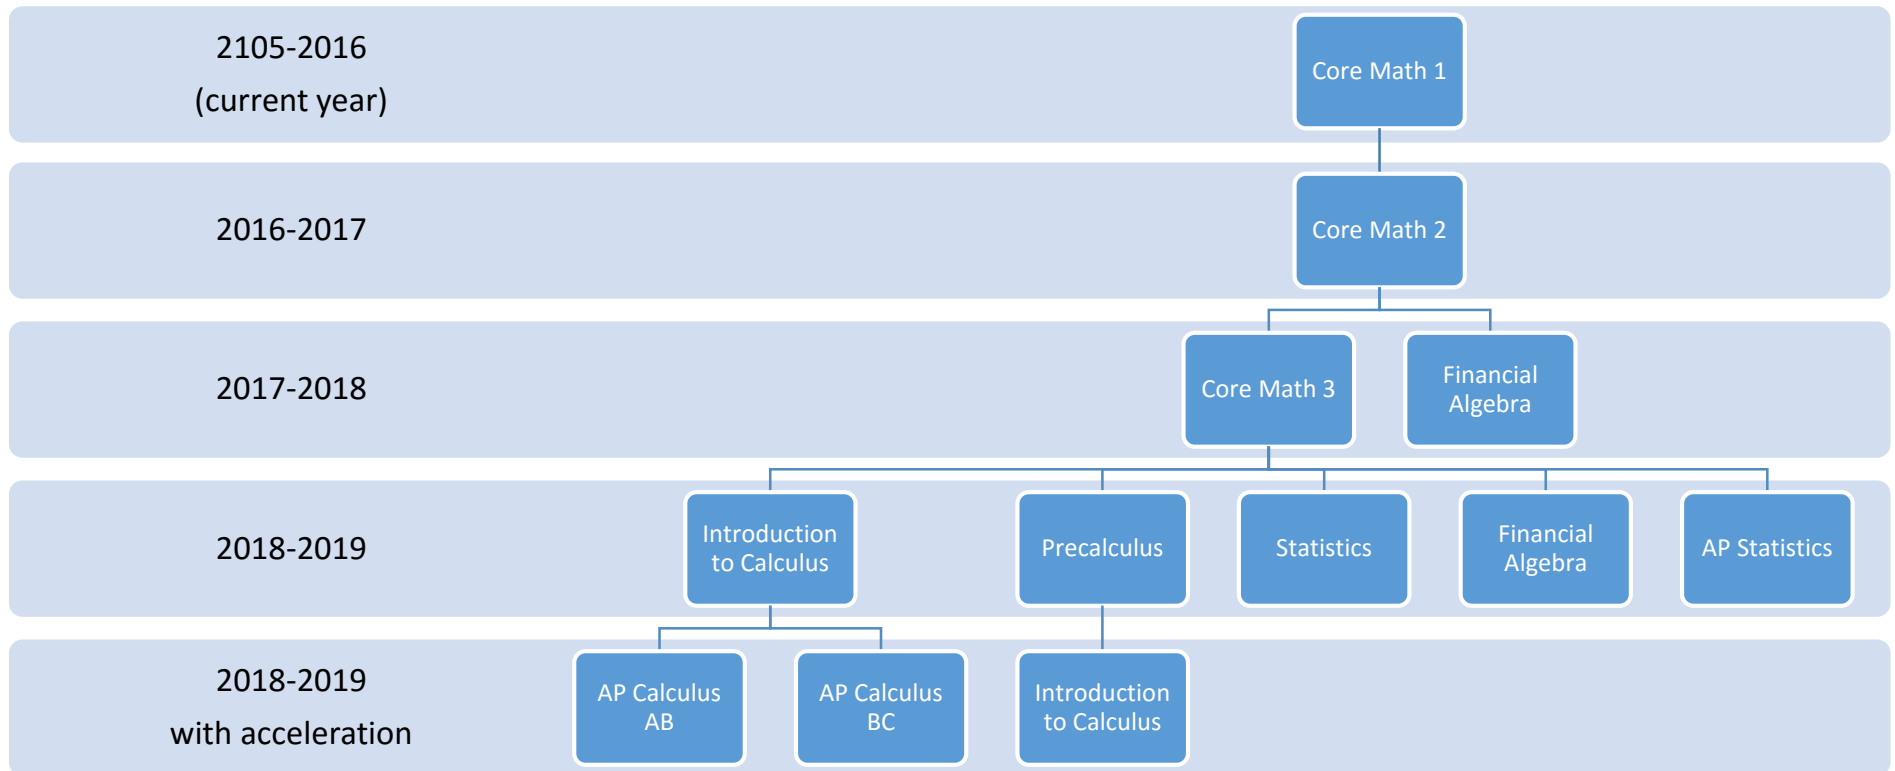 2105-2016
(current year)
Core Math 1
2016-2017
Core Math 2
2017-2018
Core Math 3
Financial
Algebra
2018-2019
Introduction
to Calculus
Precalculus
Statistics
Financial
Algebra
AP Statistics
2018-2019
with acceleration
AP Calculus
AB
AP Calculus
BC
Introduction
to Calculus